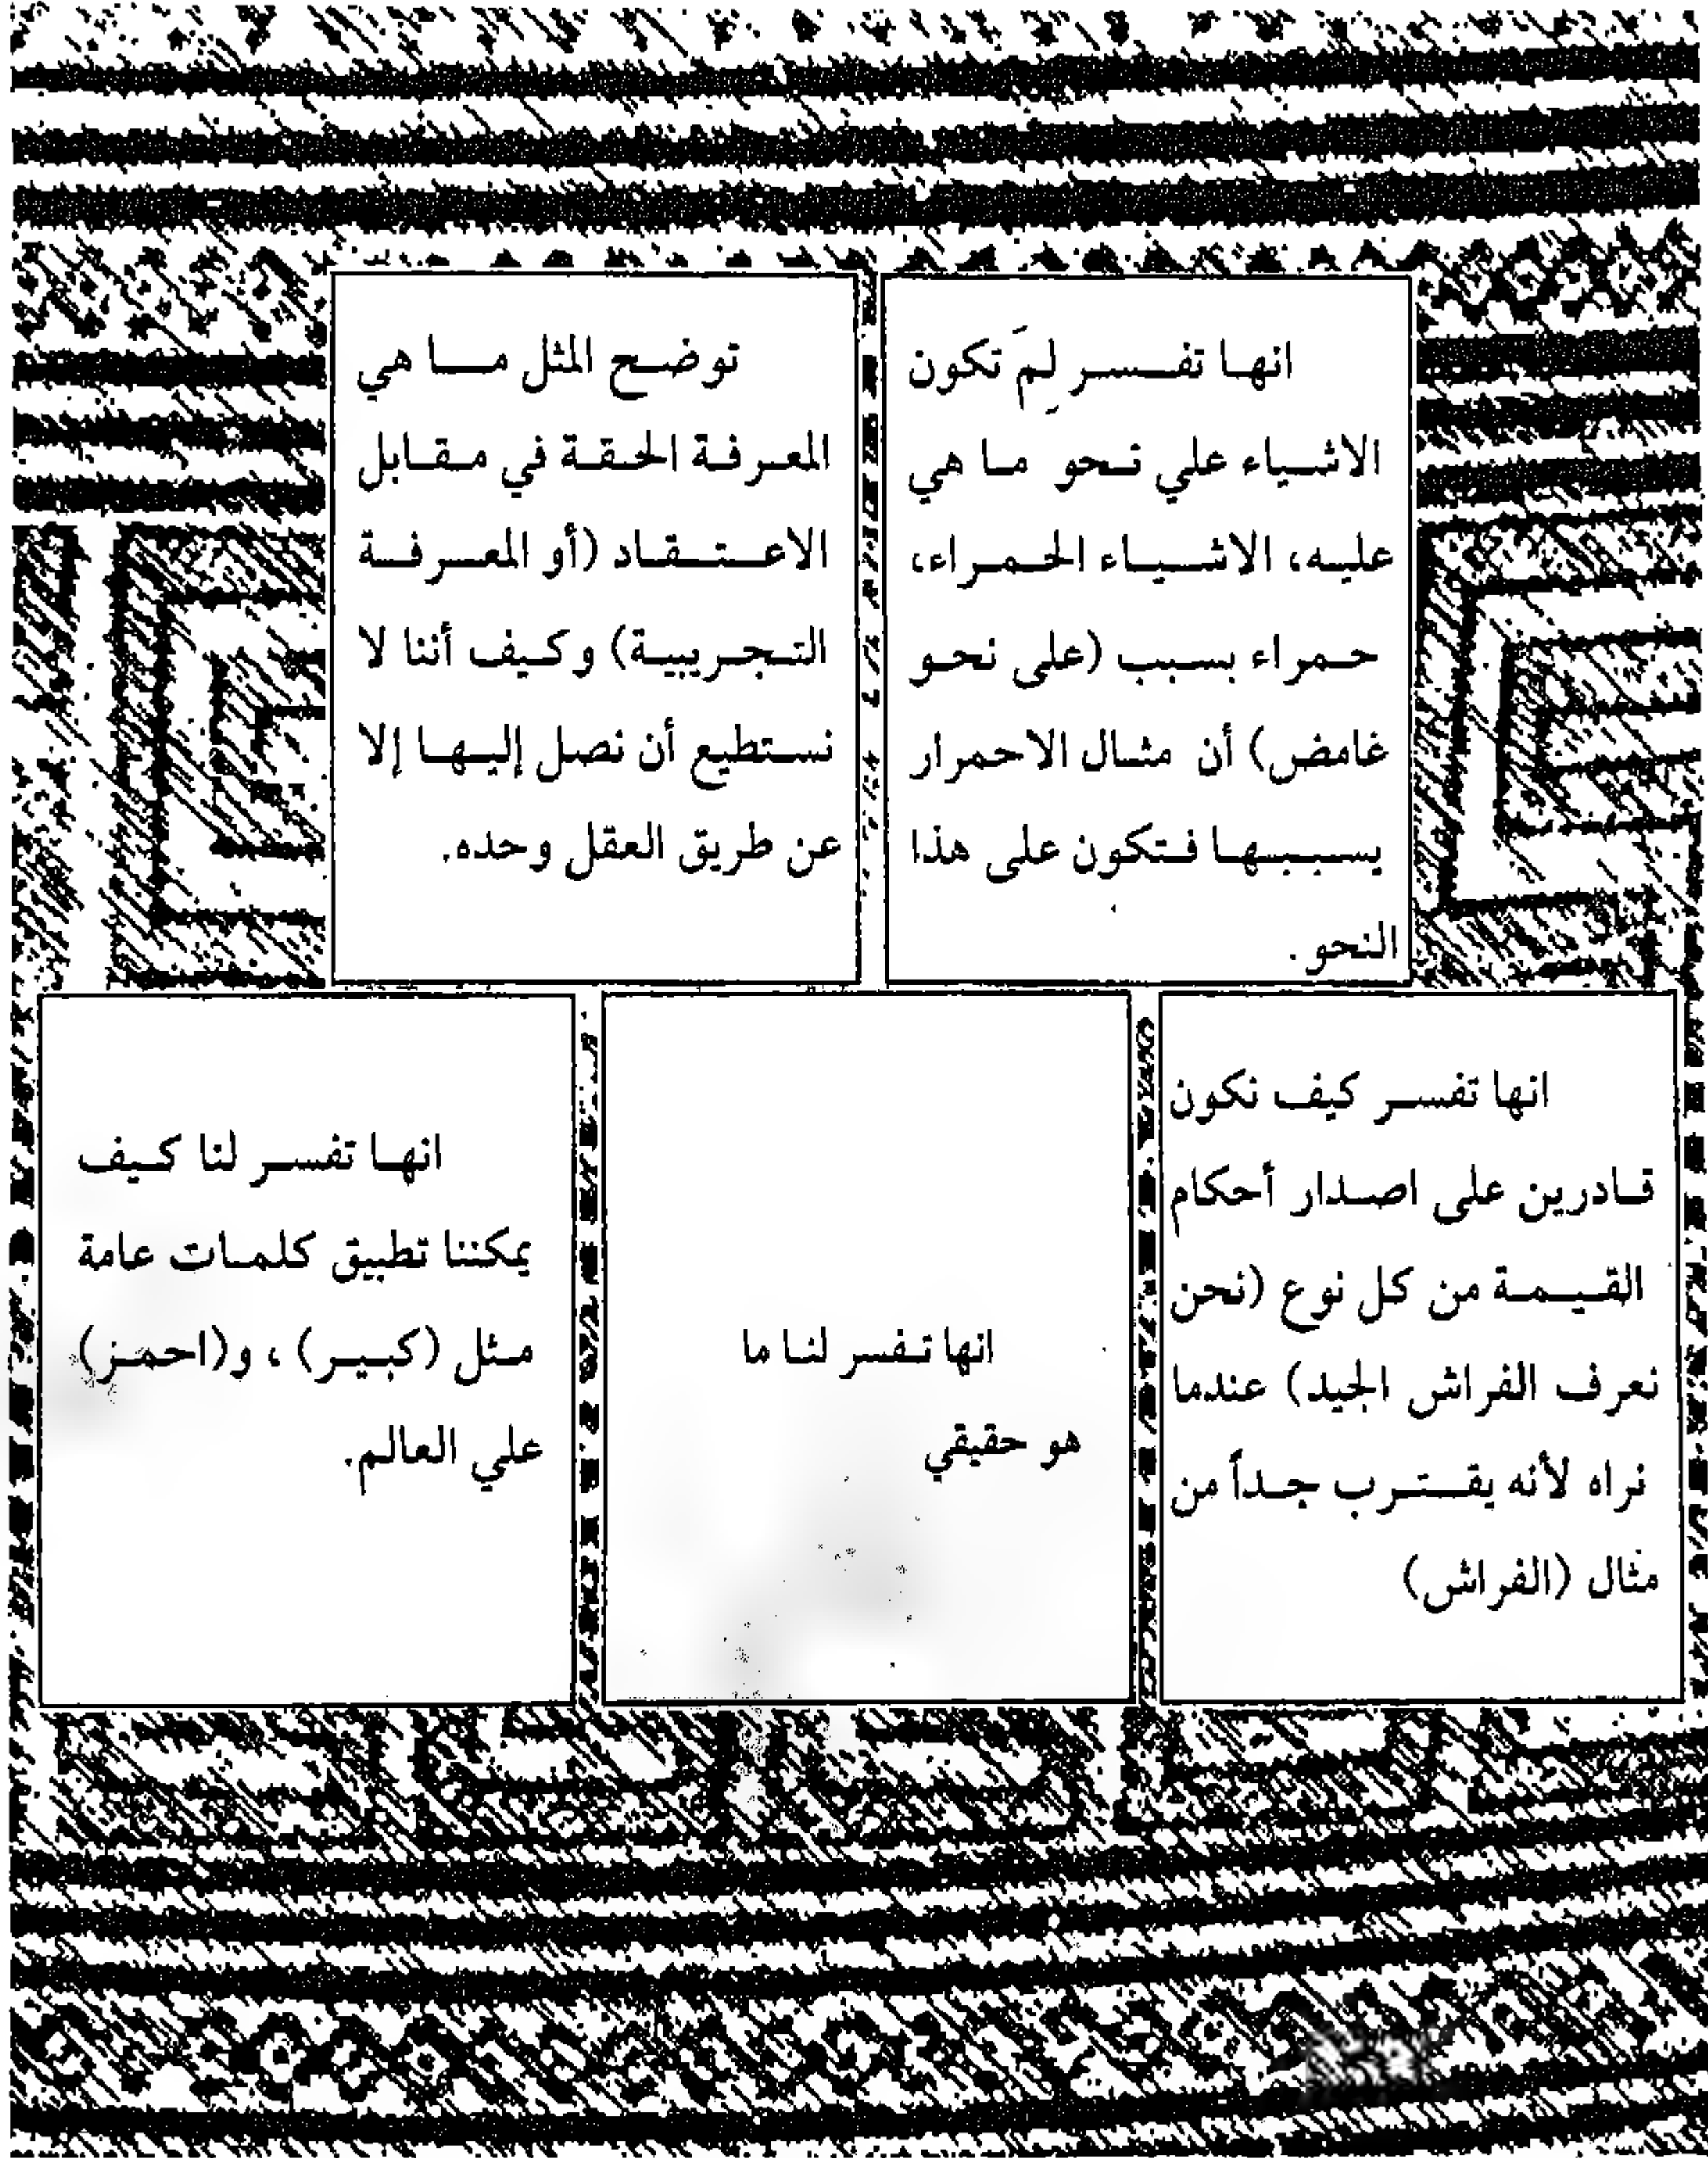 انها تفسر لِمَ تكون
الاشياء علي نحو ما هي
عليه، الاشياء الحمراء،
حمراء بسبب (على نحو
غامض) أن مثال الاحمرار
يسببها فتكون على هذا
النحو.
توضح المثل ما هي
المعرفة الحقة في مقابل
الاعتقاد (أو المعرفة
التجريبية) وكيف أننا لا
نستطيع أن نصل إليها إلا
عن طريق العقل وحده.
انها تفسر كيف نكون
قادرين على اصدار أحكام
القيمة من كل نوع (نحن
نعرف الفراش الجيد) عندما
نراه لأنه يقترب جداً من
مثال (الفراش)
انها تفسر لنا ما
هو حقيقي
انها تفسر لنا كيف
يمكننا تطبيق كلمات عامة
مثل (كبير) ، و(احمز)
علي العالم.